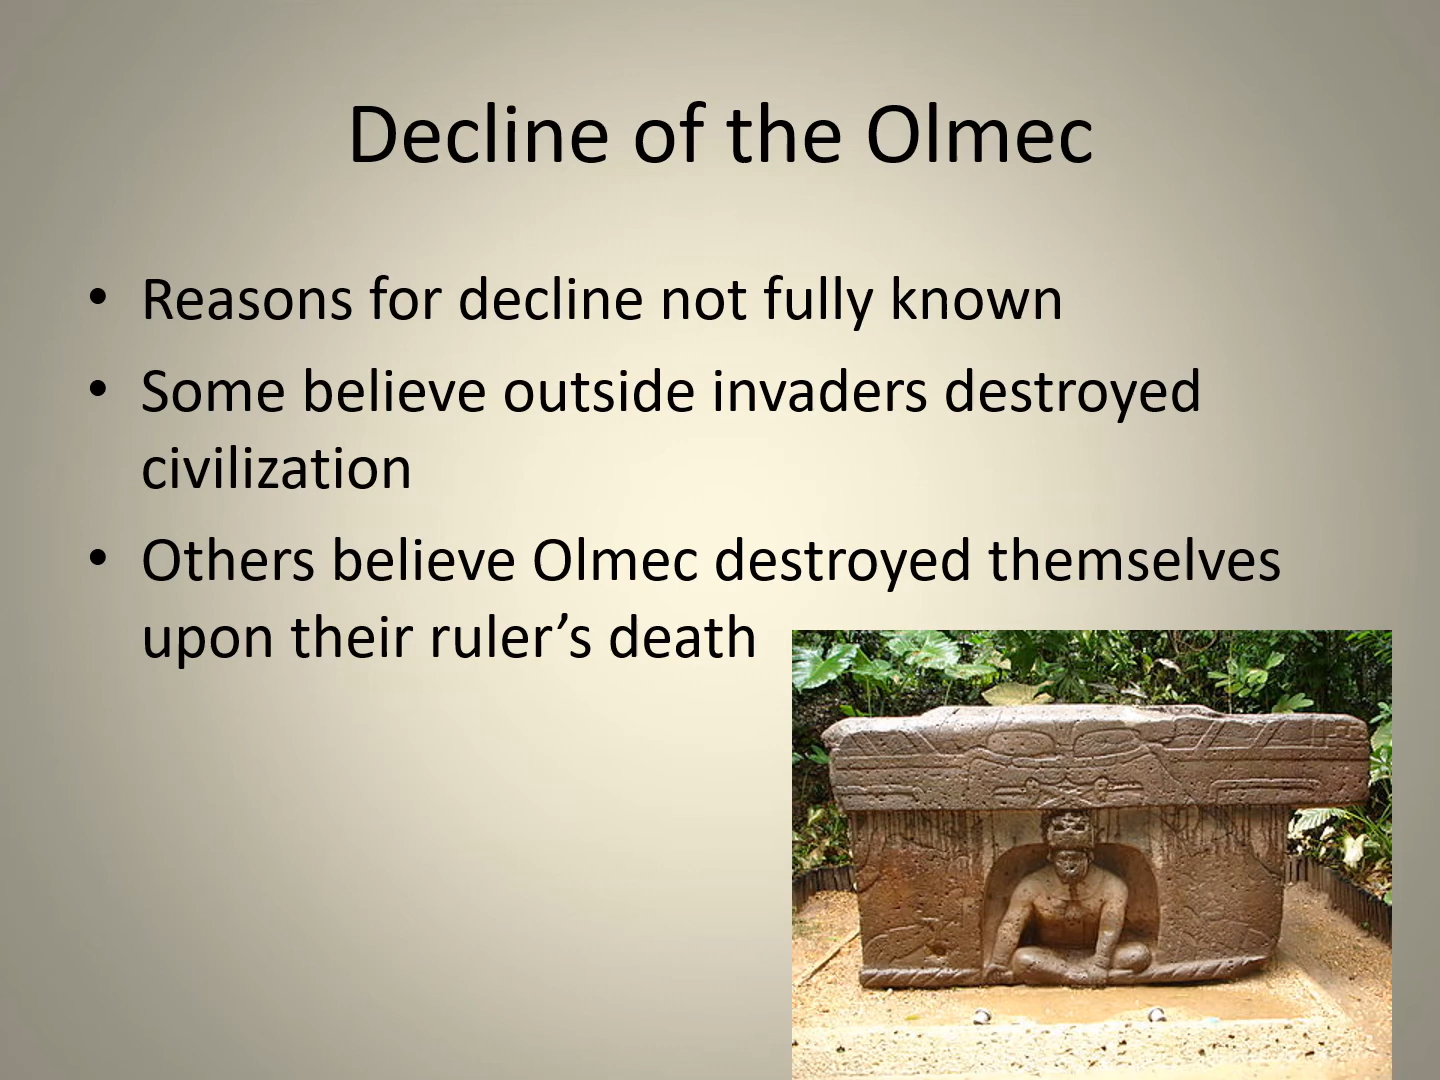 Decline of the Olmec
• Reasons for decline not fully known
• Some believe outside invaders destroyed
civilization
• Others believe Olmec destroyed themselves
upon their ruler’s death